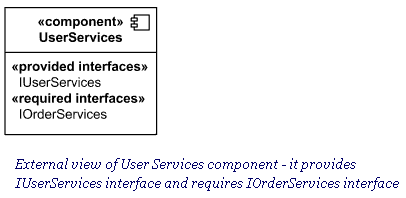 «component»
UserServices
«provided interfaces»
IUserServices
«required interfaces»
IOrderServices
External view of User Services component - it provides
IUserServices interface and requires IOrderServices interface